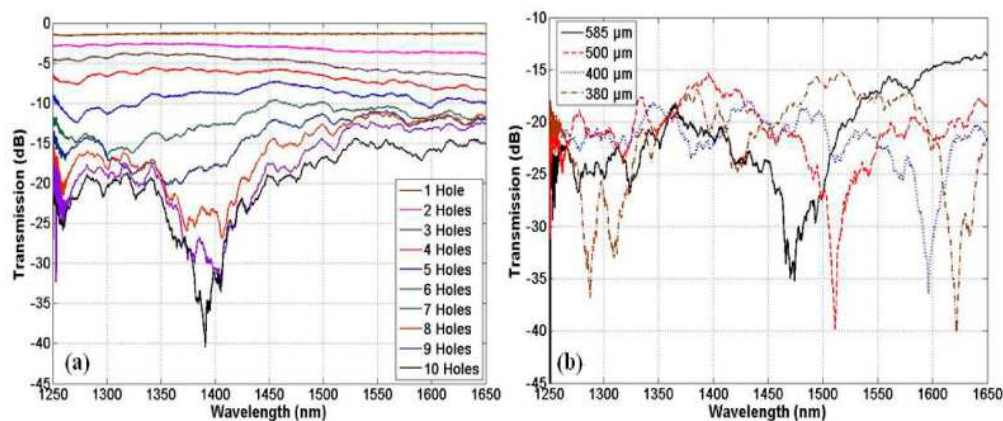 0
-5
-10
-15
-20
-25
-30
-35
-40
-45
Transmission (dB)
1 Hole
2 Holes
3 Holes
4 Holes
5 Holes
6 Holes
7 Holes
8 Holes
9 Holes
10 Holes
(a)
1250 1300 1350 1400 1450 1500 1550 1600 1650
Wavelength (nm)
-10
-15
-20
-25
-30
-35
-40
-45
Transmission (dB)
585 µm
500 µm
400 µm
380 µm
(b)
1250 1300 1350 1400 1450 1500 1550 1600 1650
Wavelength (nm)